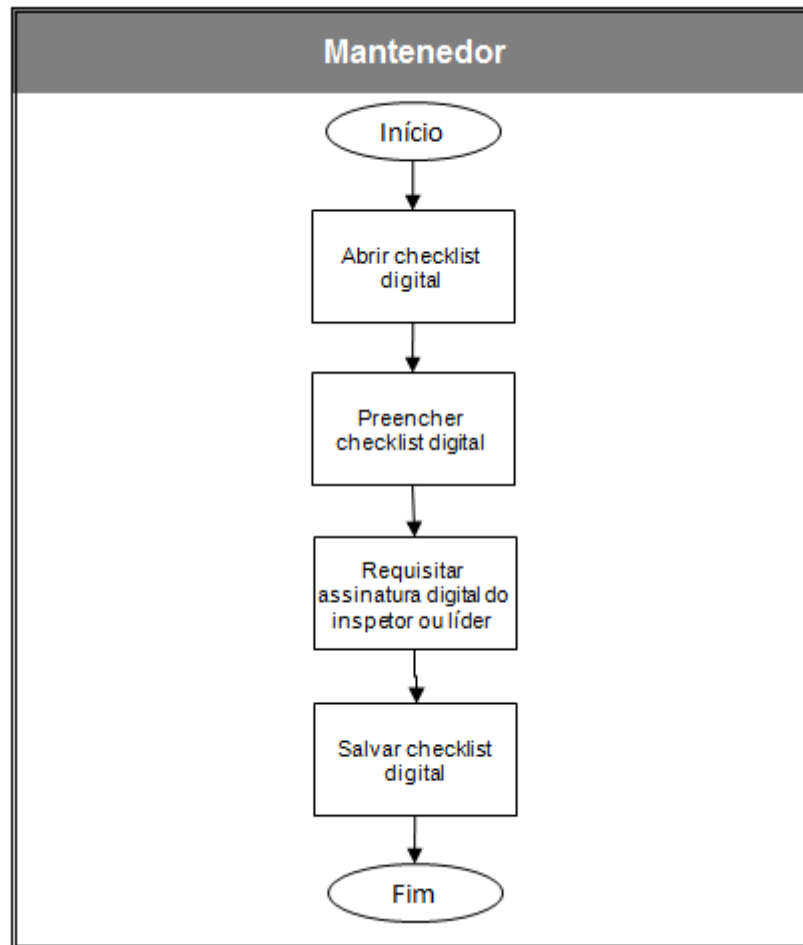 Mantenedor
Início
Abrir checklist
digital
Preencher
checklist digital
Requisitar
assinatura digital do
inspetor ou líder
Salvar checklist
digital
Fim